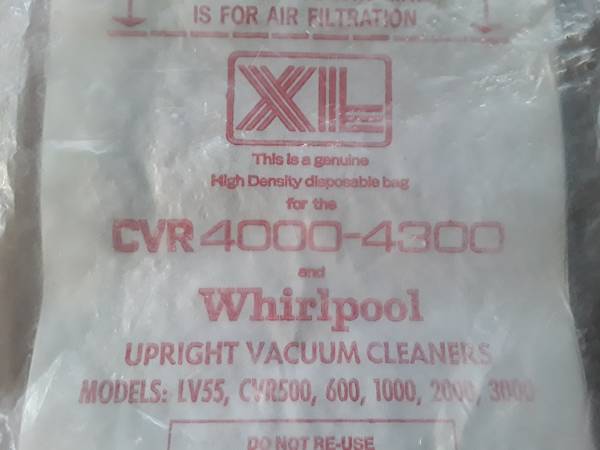 IS FOR AIR FILTRATION
XL
This is a genuine
High Density disposable bag
for the
CVR 4000-4300
and
Whirlpool
UPRIGHT VACUUM CLEANERS
MODELS: LV55, CVR500, 600, 1000, 2000, 3000
DO NOT RE-USE